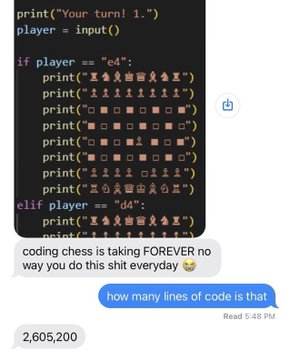 print("Your turn! 1.")
player = input()
if player == "e4":
print("♜♞♝♛♚♝♞♜")
print("♟♟♟♟♟♟♟♟")
print("□ ■ □ ■ □ ■ □ ■")
print("■ □ ■ □ ■ □ ■ □")
print("□ ■ □ ■♙■ □ ■")
print("■ □ ■ □ ■ □ ■ □")
print("♙♙♙♙ □♙♙♙")
print("♖♘♗♕♔♗♘♖")
elif player == "d4":
print("♜♞♝♛♚♝♞♜")
print("♟♟♟♟♟♟♟♟")
coding chess is taking FOREVER no
way you do this shit everyday 😂
how many lines of code is that
Read 5:48 PM
2,605,200